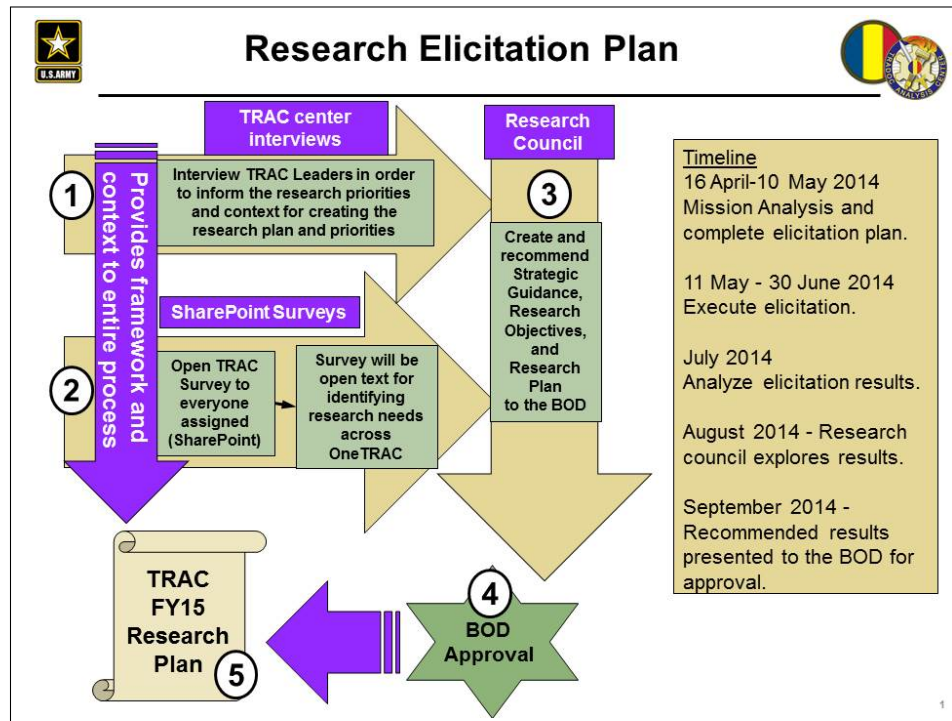 Research Elicitation Plan
U.S.ARMY
TRADOC ANALYSIS CENTER
TRAC center
interviews
Research
Council
1
Interview TRAC Leaders in order
to inform the research priorities
and context for creating the
research plan and priorities
Provides framework and
context to entire process
3
Create and
recommend
Strategic
Guidance,
Research
Objectives,
and
Research
Plan
to the BOD
SharePoint Surveys
2
Open TRAC
Survey to
everyone
assigned
(SharePoint)
Survey will be
open text for
identifying
research needs
across
OneTRAC
4
BOD
Approval
TRAC
FY15
Research
Plan
5
Timeline
16 April-10 May 2014
Mission Analysis and
complete elicitation plan.
11 May - 30 June 2014
Execute elicitation.
July 2014
Analyze elicitation results.
August 2014 - Research
council explores results.
September 2014 -
Recommended results
presented to the BOD for
approval.
1